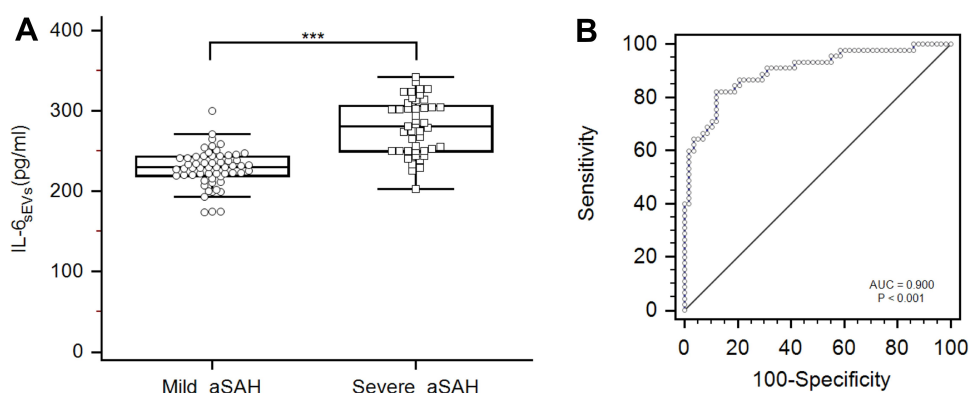 A
***
400
300
200
100
0
IL-6sEVs(pg/ml)
Mild aSAH
Severe aSAH
B
100
80
60
40
20
0
Sensitivity
AUC = 0.900
P < 0.001
0 20 40 60 80 100
100-Specificity